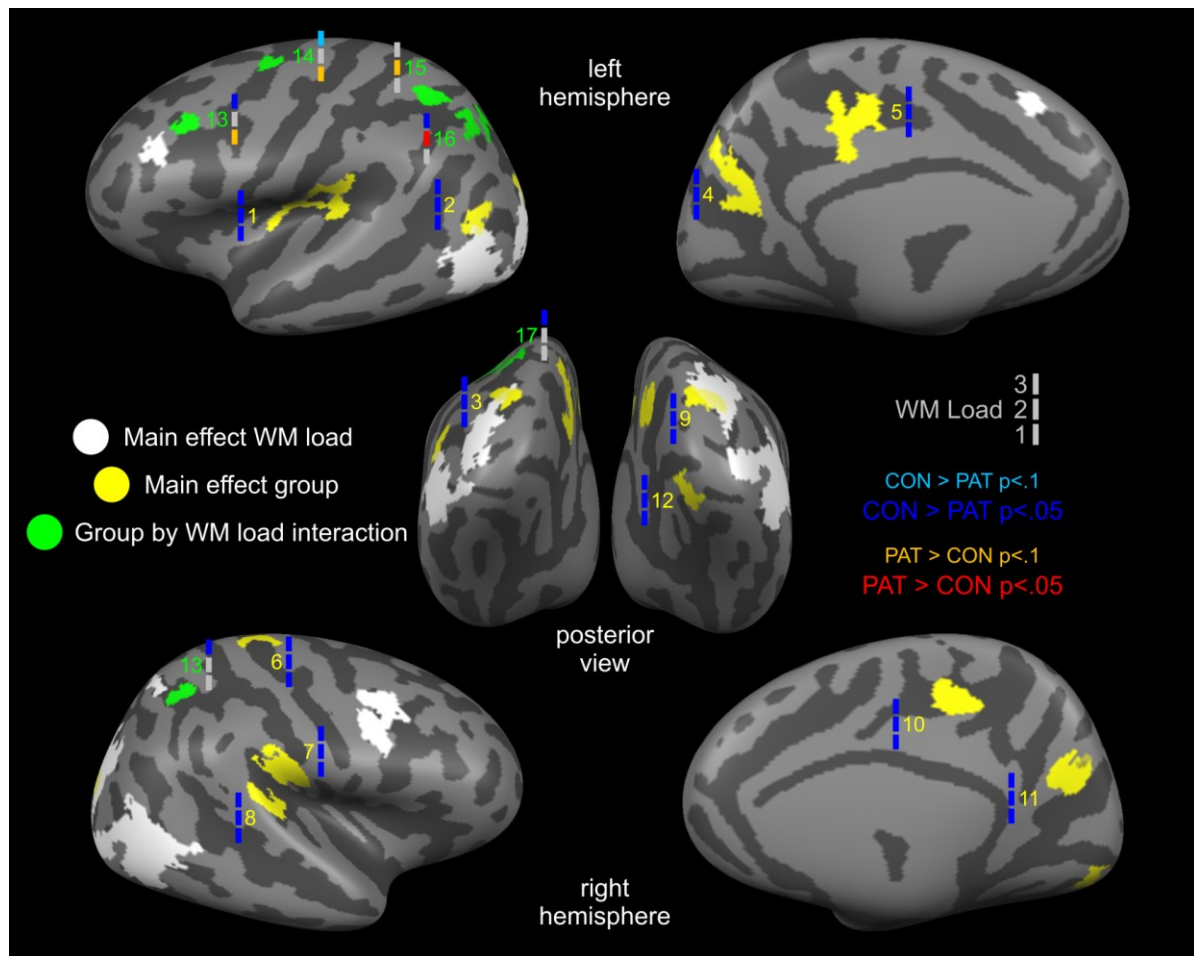 left
hemisphere
14
15
13
16
1
2
5
4
17
3
9
12
Main effect WM load
Main effect group
Group by WM load interaction
3
WM Load 2
1
CON > PAT p<.1
CON > PAT p<.05
PAT > CON p<.1
PAT > CON p<.05
posterior
view
13
6
7
8
10
11
right
hemisphere